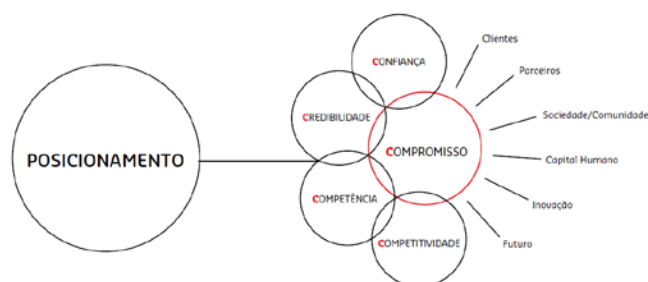 POSICIONAMENTO
CONFIANÇA
CREDIBILIDADE
COMPROMISSO
COMPETÊNCIA
COMPETITIVIDADE
Clientes
Parceiros
Sociedade/Comunidade
Capital Humano
Inovação
Futuro